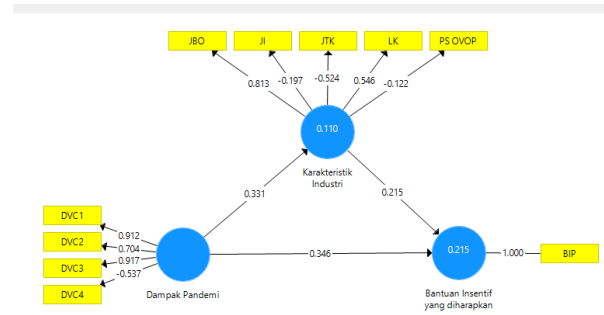 JBO JI JTK LK PS OVOP
0.813 -0.197 -0.524 0.546 -0.122
0.110
Karakteristik
Industri
0.331 0.215
DVC1
DVC2
DVC3
DVC4
0.912
0.704
0.917
-0.537
Dampak Pandemi
0.346
0.215
1.000
BIP
Bantuan Insentif
yang diharapkan